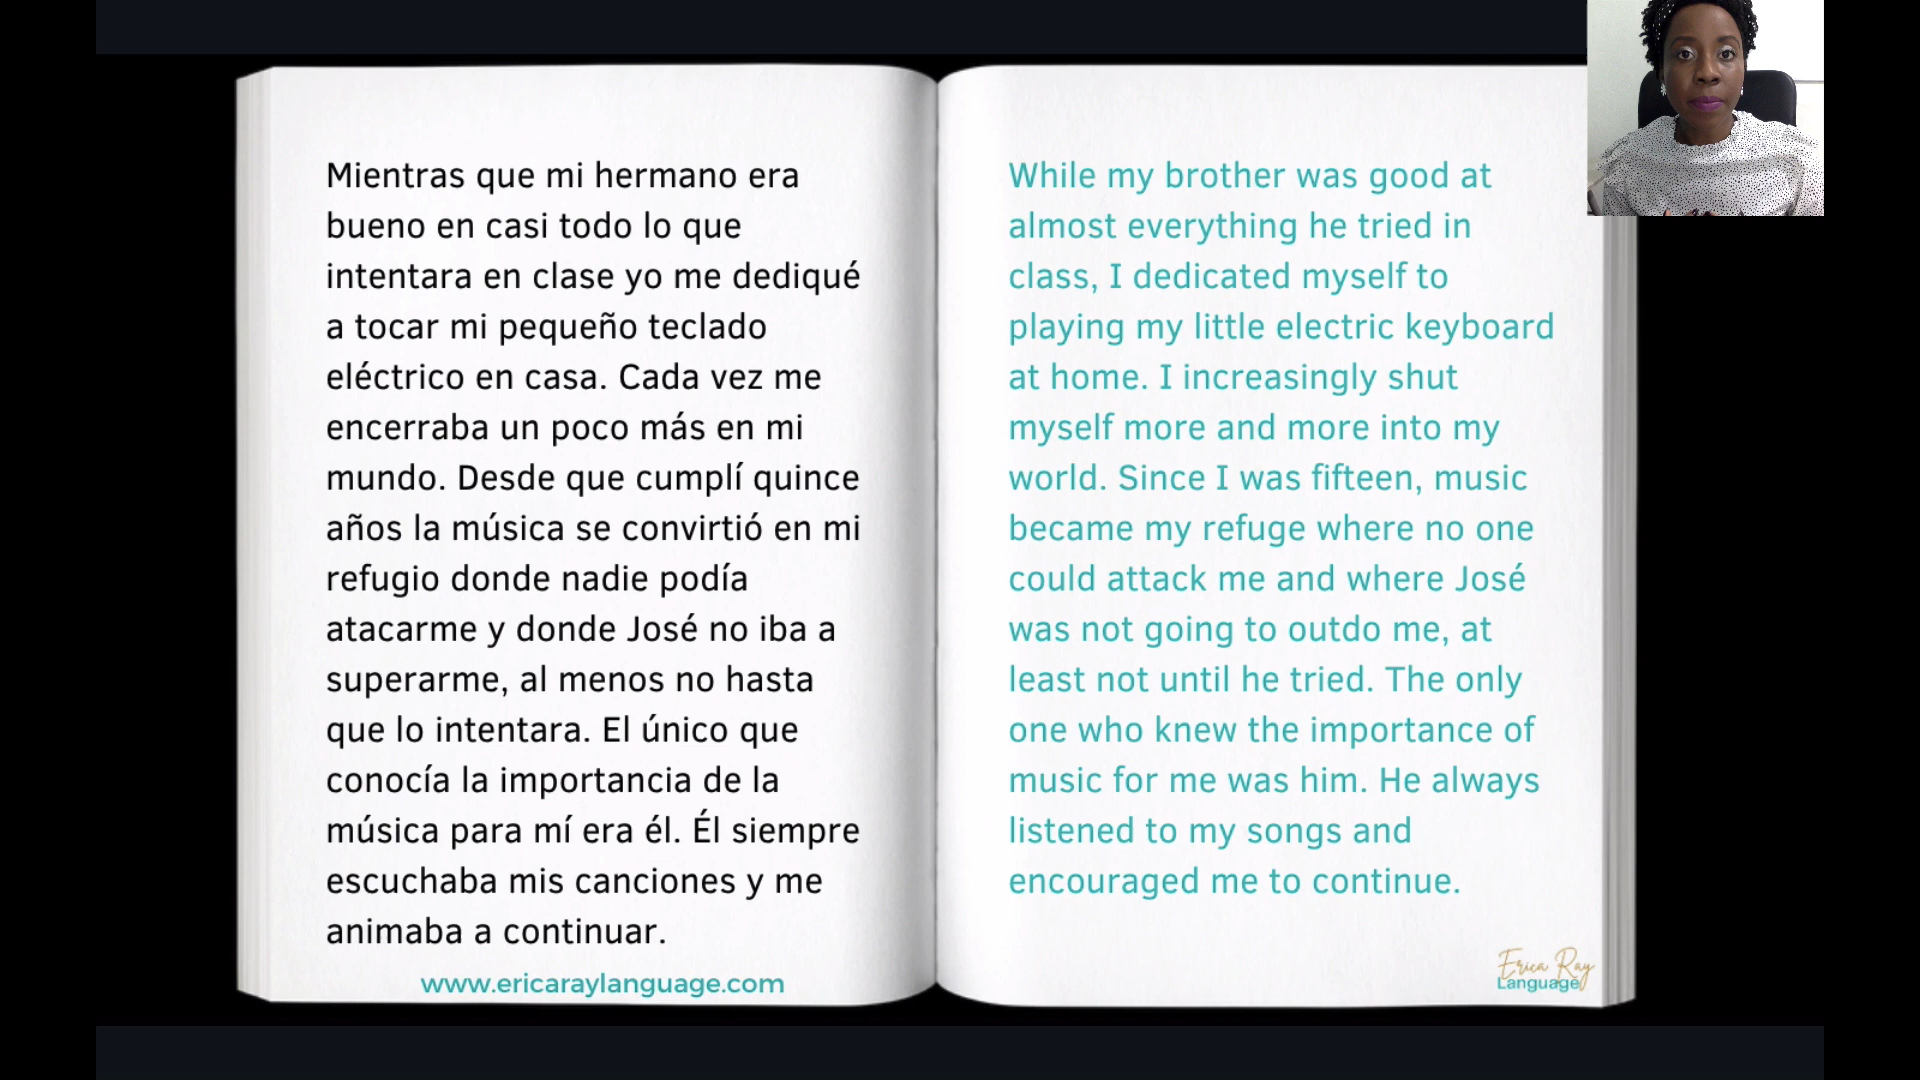 Mientras que mi hermano era
bueno en casi todo lo que
intentara en clase yo me dediqué
a tocar mi pequeño teclado
eléctrico en casa. Cada vez me
encerraba un poco más en mi
mundo. Desde que cumplí quince
años la música se convirtió en mi
refugio donde nadie podía
atacarme y donde José no iba a
superarme, al menos no hasta
que lo intentara. El único que
conocía la importancia de la
música para mí era él. Él siempre
escuchaba mis canciones y me
animaba a continuar.
www.ericaraylanguage.com
While my brother was good at
almost everything he tried in
class, I dedicated myself to
playing my little electric keyboard
at home. I increasingly shut
myself more and more into my
world. Since I was fifteen, music
became my refuge where no one
could attack me and where José
was not going to outdo me, at
least not until he tried. The only
one who knew the importance of
music for me was him. He always
listened to my songs and
encouraged me to continue.
Erica Ray
Language